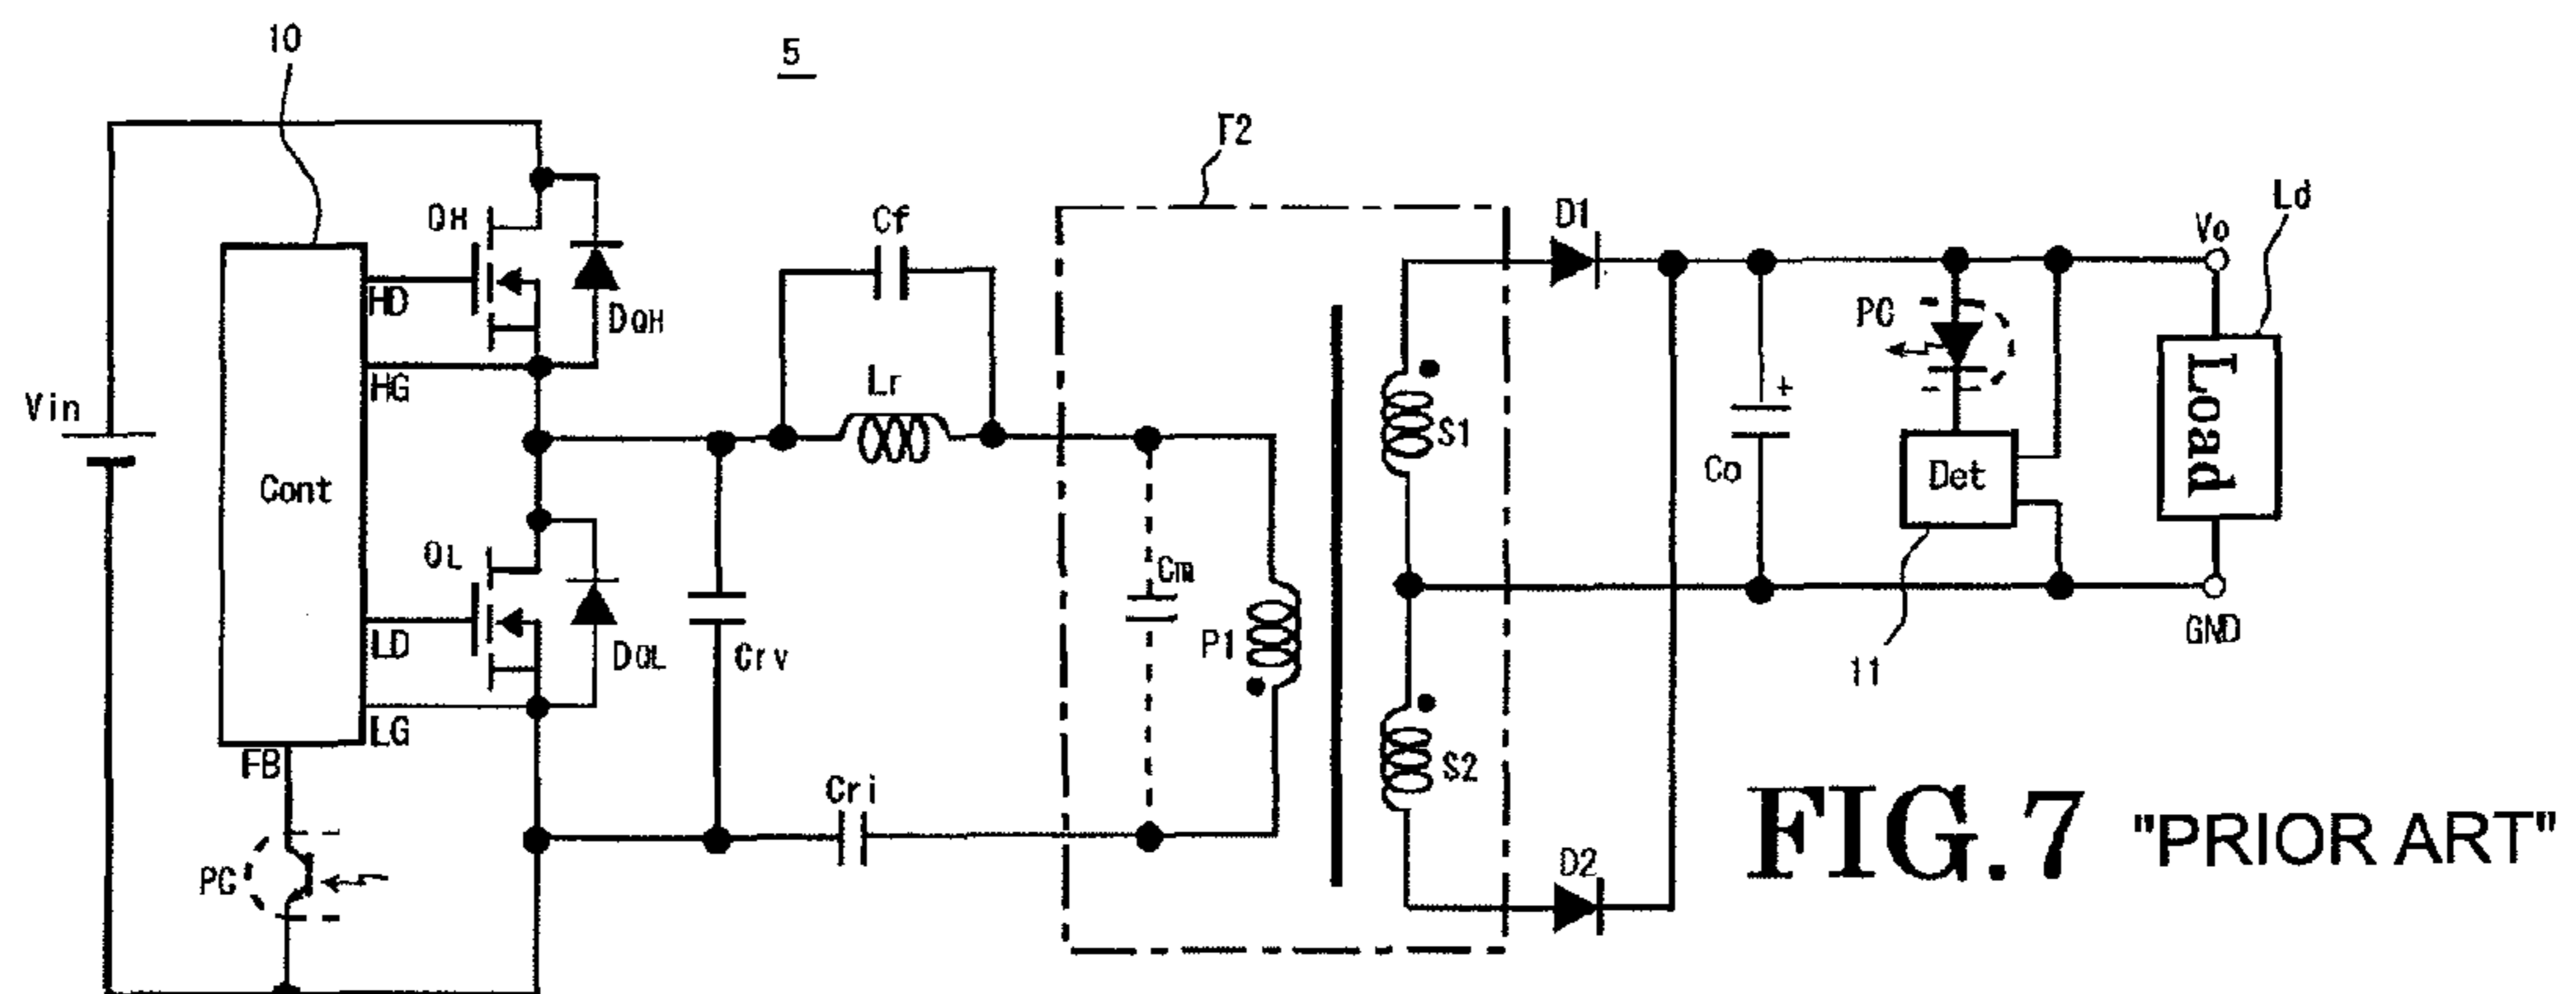 10
5
T2
Cf
D1
Ld
Vo
QH
HD
DQH
PC
HG
Lr
Load
Vin
S1
Cont
Co
Det
QL
Cm
LD
DQL
Crv
P1
GND
11
LG
FB
S2
Cri
PC
D2
FIG. 7 "PRIOR ART"